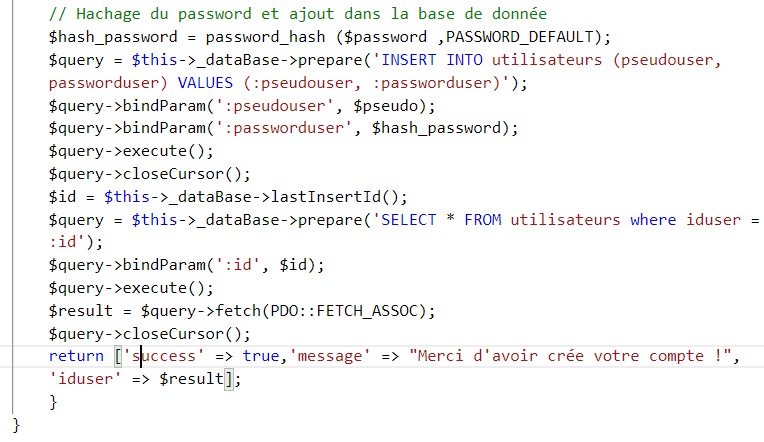 // Hachage du password et ajout dans la base de donnée
$hash_password = password_hash ($password ,PASSWORD_DEFAULT);
$query = $this->_dataBase->prepare('INSERT INTO utilisateurs (pseudouser,
passworduser) VALUES (:pseudouser, :passworduser)');
$query->bindParam(':pseudouser', $pseudo);
$query->bindParam(':passworduser', $hash_password);
$query->execute();
$query->closeCursor();
$id = $this->_dataBase->lastInsertId();
$query = $this->_dataBase->prepare('SELECT * FROM utilisateurs where iduser =
:id');
$query->bindParam(':id', $id);
$query->execute();
$result = $query->fetch(PDO::FETCH_ASSOC);
$query->closeCursor();
return ['success' => true,'message' => "Merci d'avoir crée votre compte !",
'iduser' => $result];
}
}